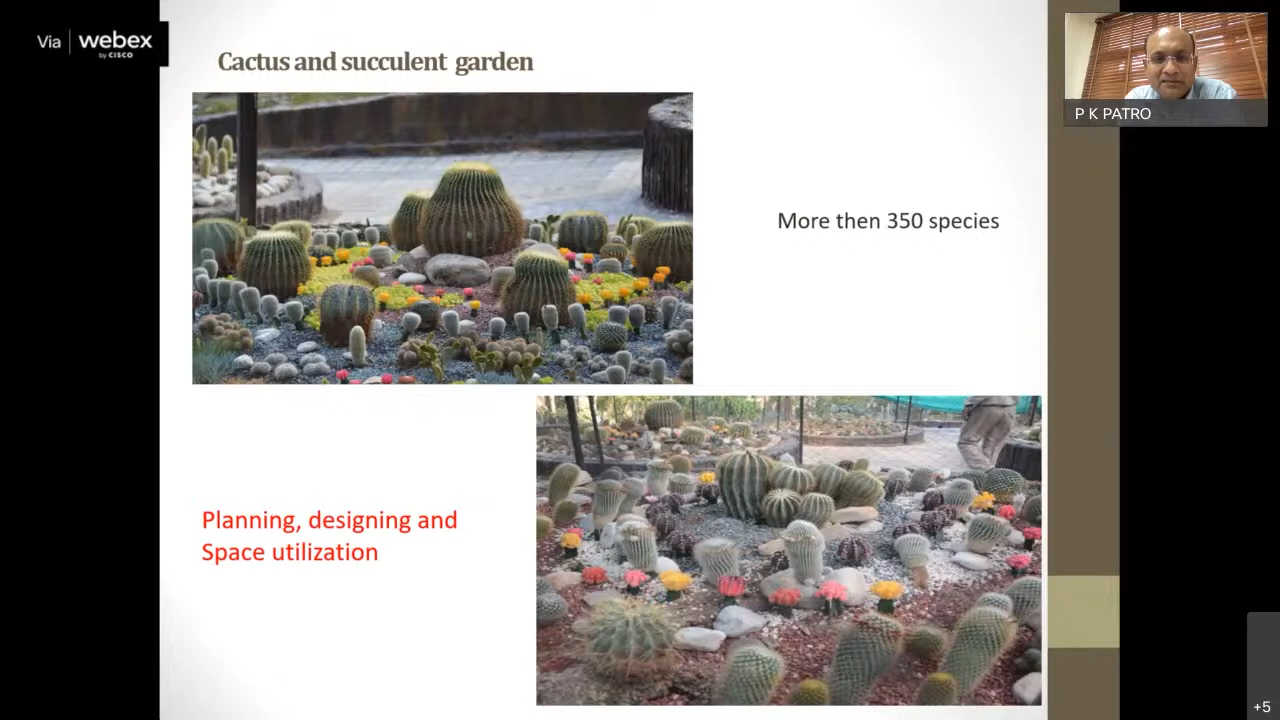 Via webex
by CISCO
Cactus and succulent garden
P K PATRO
More then 350 species
Planning, designing and
Space utilization
+5